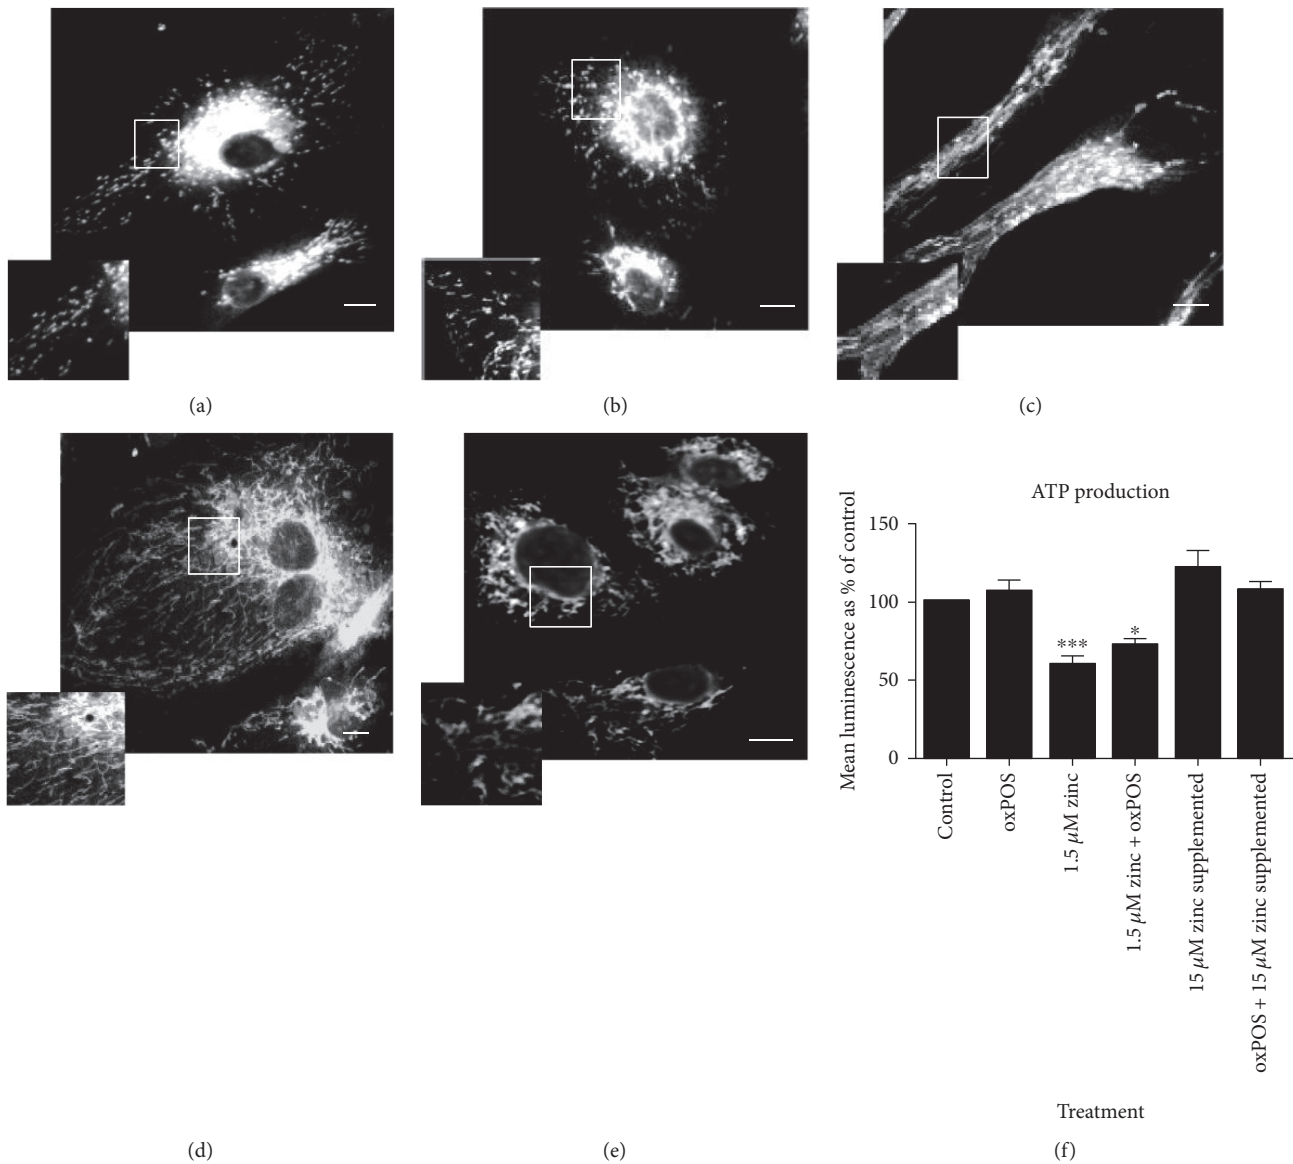 (a)
(b)
(c)
ATP production
Mean luminescence as % of control
150
100
50
0
Control
oxPOS
1.5 μM zinc
1.5 μM zinc + oxPOS
15 μM zinc supplemented
oxPOS + 15 μM zinc supplemented
***
*
Treatment
(d)
(e)
(f)